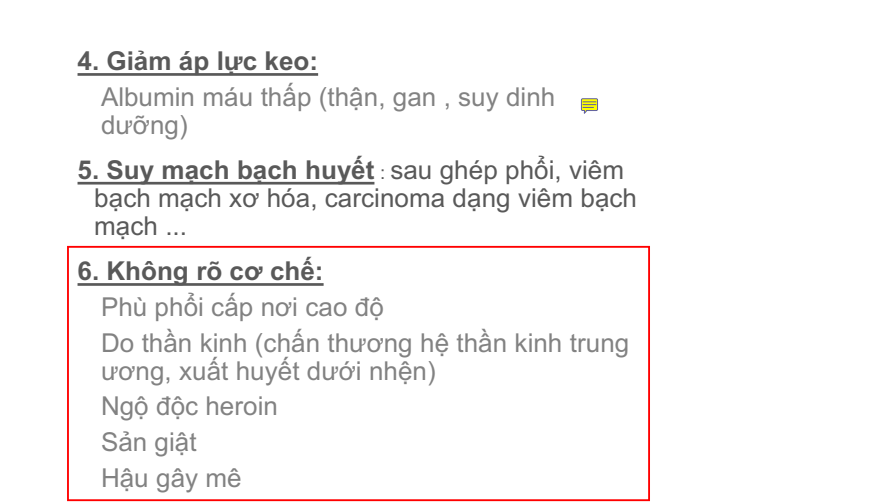 4. Giảm áp lực keo:
Albumin máu thấp (thận, gan , suy dinh
dưỡng)
5. Suy mạch bạch huyết : sau ghép phổi, viêm
bạch mạch xơ hóa, carcinoma dạng viêm bạch
mạch ...
6. Không rõ cơ chế:
Phù phổi cấp nơi cao độ
Do thần kinh (chấn thương hệ thần kinh trung
ương, xuất huyết dưới nhện)
Ngộ độc heroin
Sản giật
Hậu gây mê